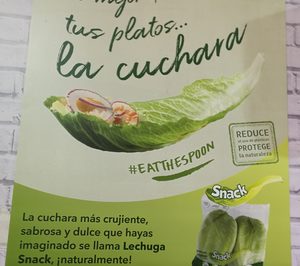 tus platos...
la cuchara
#EATTHESPOON
REDUCE
PROTEGE
la naturaleza
Snack
La cuchara más crujiente,
sabrosa y dulce que hayas
imaginado se llama Lechuga
Snack, ¡naturalmente!